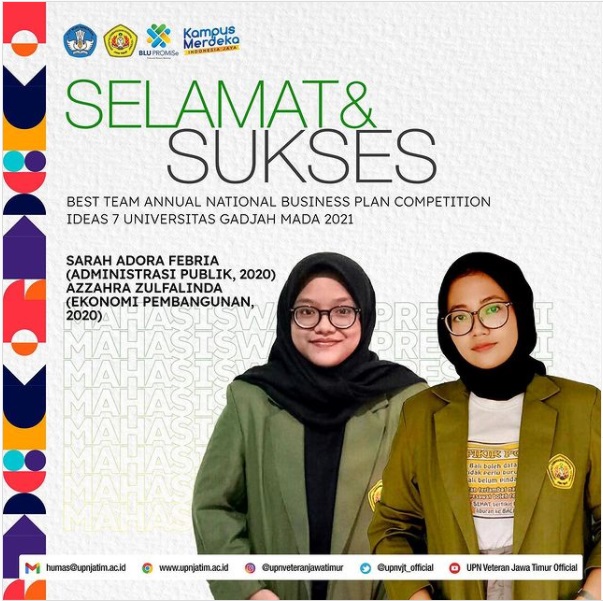 BLU PROMISe
Kampus
Merdeka
INDONESIA JAYA
SELAMAT&
SUKSES
BEST TEAM ANNUAL NATIONAL BUSINESS PLAN COMPETITION
IDEAS 7 UNIVERSITAS GADJAH MADA 2021
SARAH ADORA FEBRIA
(ADMINISTRASI PUBLIK, 2020)
AZZAHRA ZULFALINDA
(EKONOMI PEMBANGUNAN,
2020)
humas@upnjatim.ac.id www.upnjatim.ac.id @upnveteranjawatimur @upnvjt_official UPN Veteran Jawa Timur Official